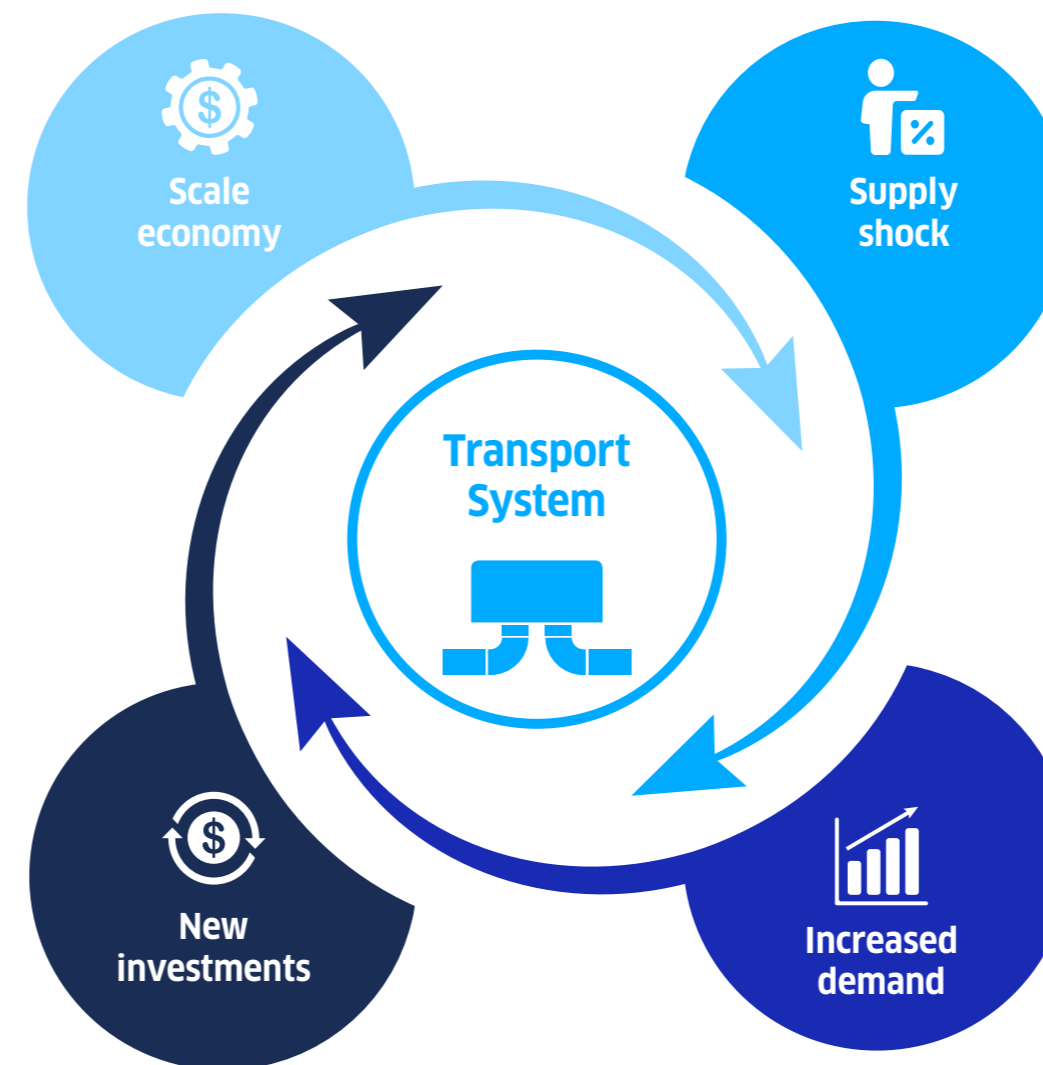 $
Scale
economy
%
Supply
shock
Transport
System
$
New
investments
Increased
demand